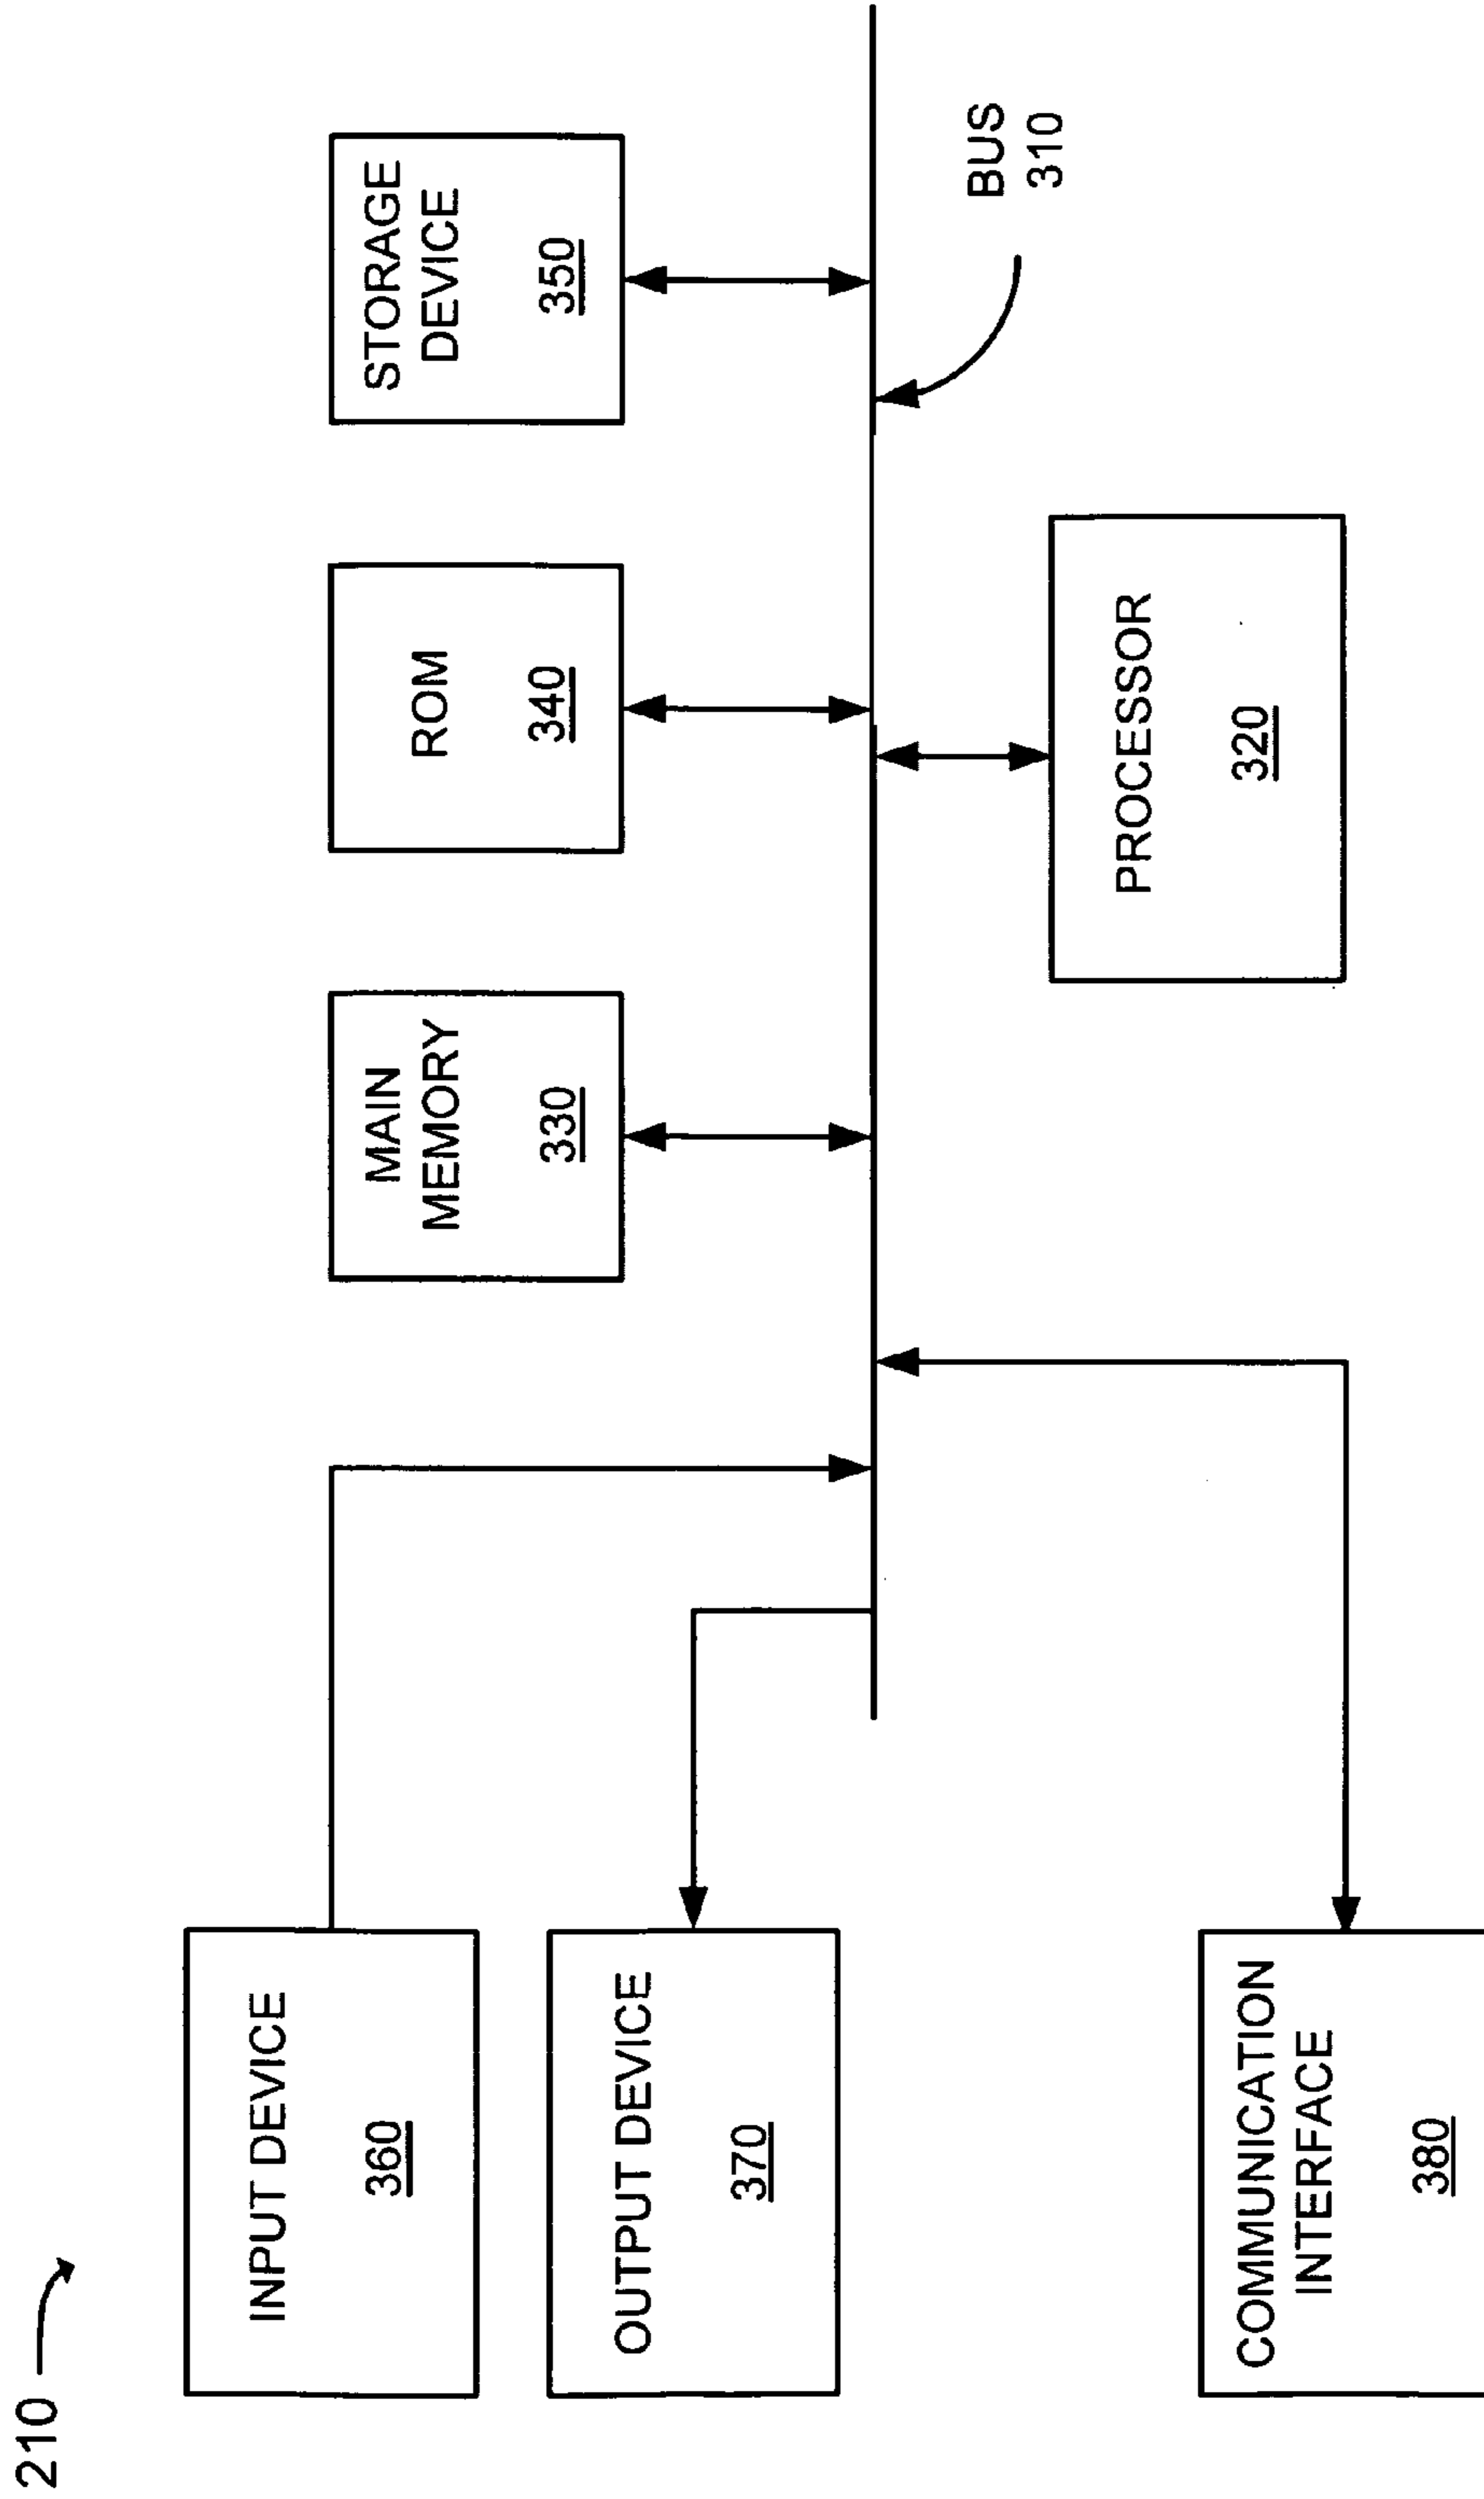 210
INPUT DEVICE
360
MAIN
MEMORY
330
ROM
340
STORAGE
DEVICE
350
OUTPUT DEVICE
370
BUS
310
PROCESSOR
320
COMMUNICATION
INTERFACE
380